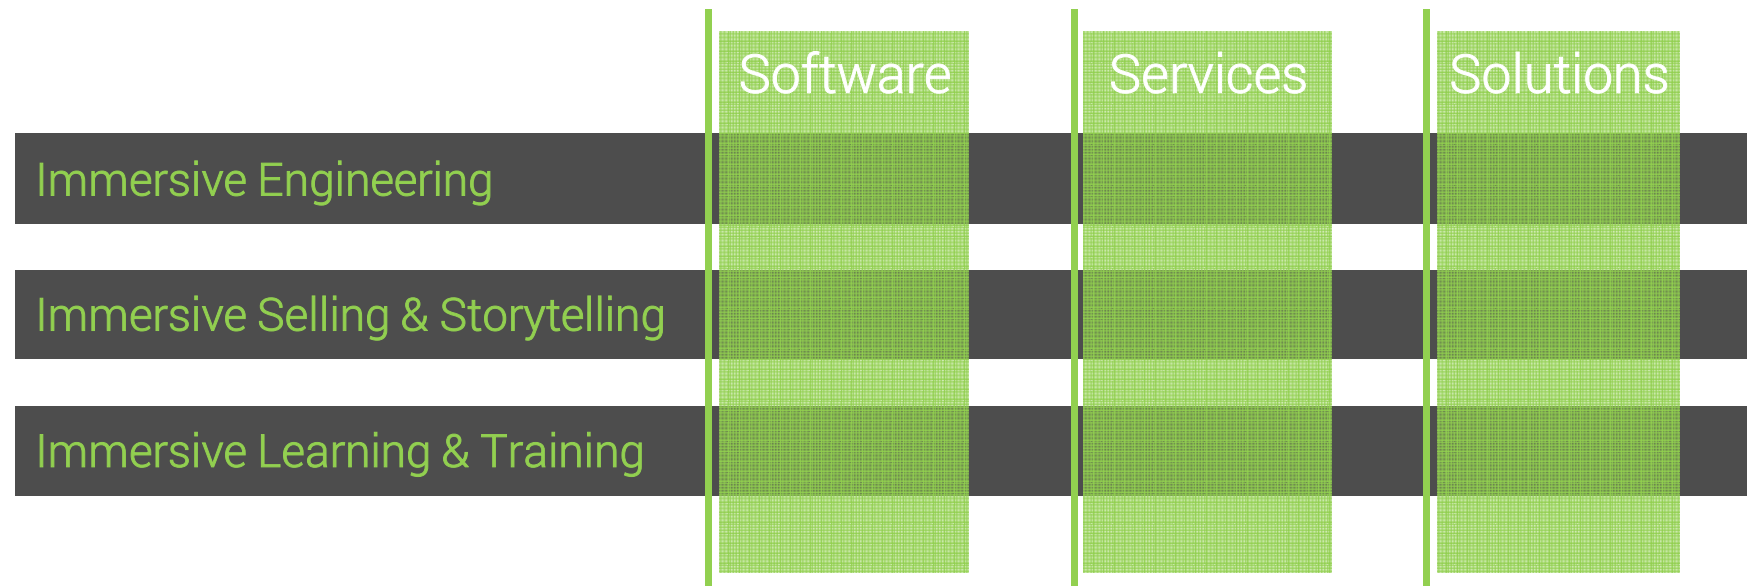 Software Services Solutions
Immersive Engineering
Immersive Selling & Storytelling
Immersive Learning & Training